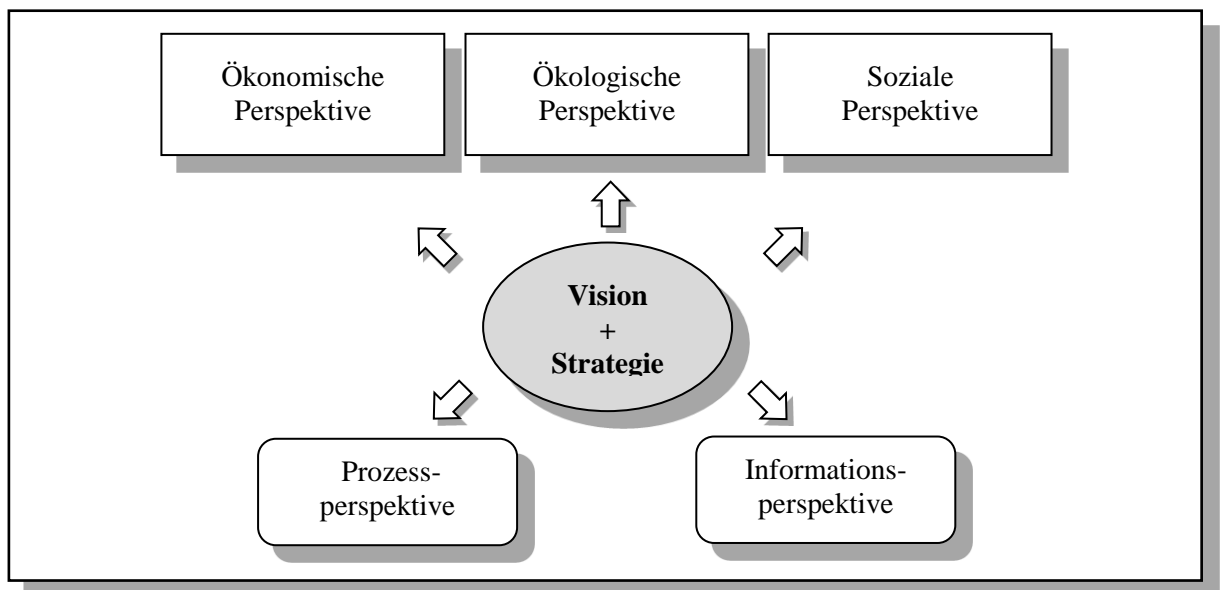 Ökonomische
Perspektive
Ökologische
Perspektive
Soziale
Perspektive
Vision
+
Strategie
Prozess-
perspektive
Informations-
perspektive